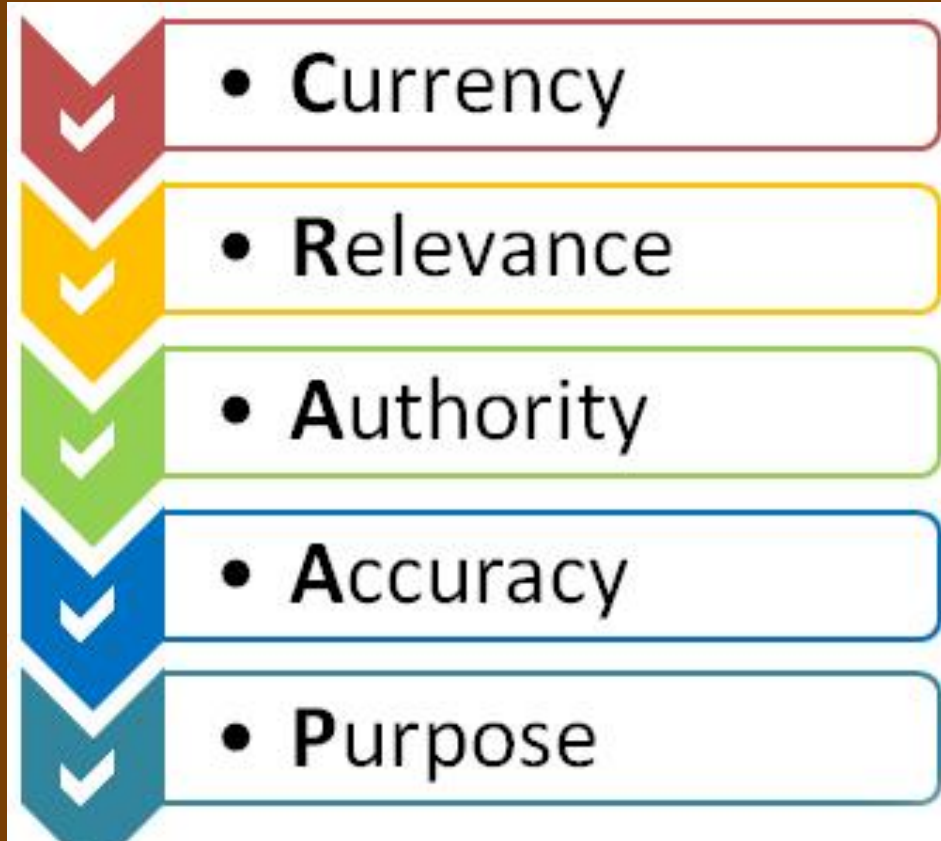 • Currency
• Relevance
• Authority
• Accuracy
• Purpose